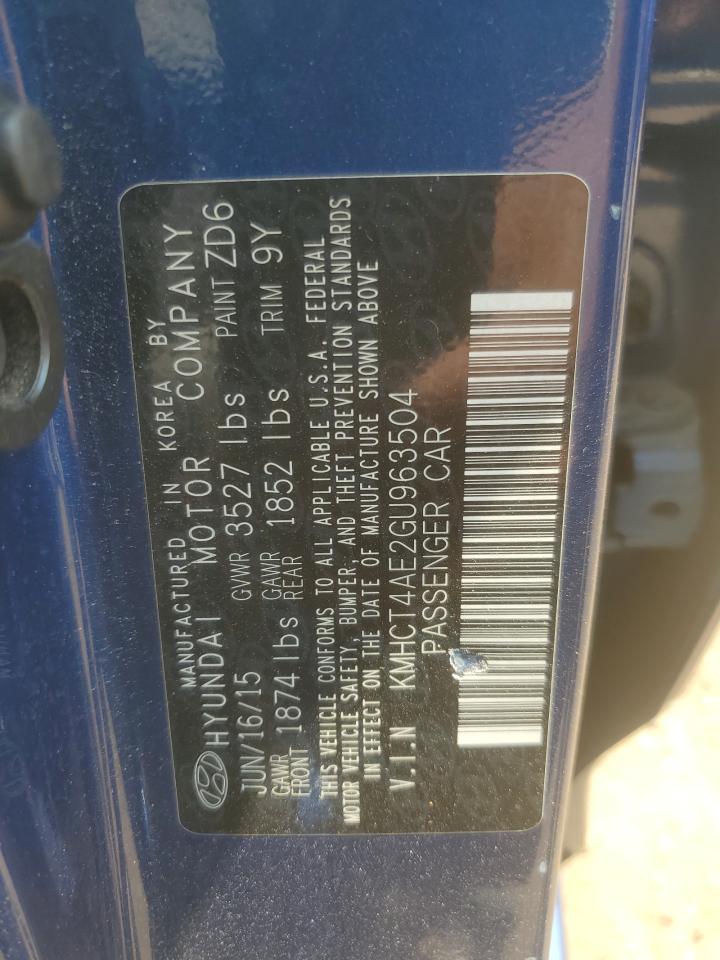 MANUFACTURED IN KOREA BY
HYUNDAI MOTOR COMPANY
JUN/16/15 GVWR 3527 lbs PAINT ZD6
GAWR FRONT 1874 lbs GAWR REAR 1852 lbs TRIM 9Y
THIS VEHICLE CONFORMS TO ALL APPLICABLE U.S.A. FEDERAL
MOTOR VEHICLE SAFETY, BUMPER, AND THEFT PREVENTION STANDARDS
IN EFFECT ON THE DATE OF MANUFACTURE SHOWN ABOVE
V.I.N KMHCT4AE2GU963504
PASSENGER CAR